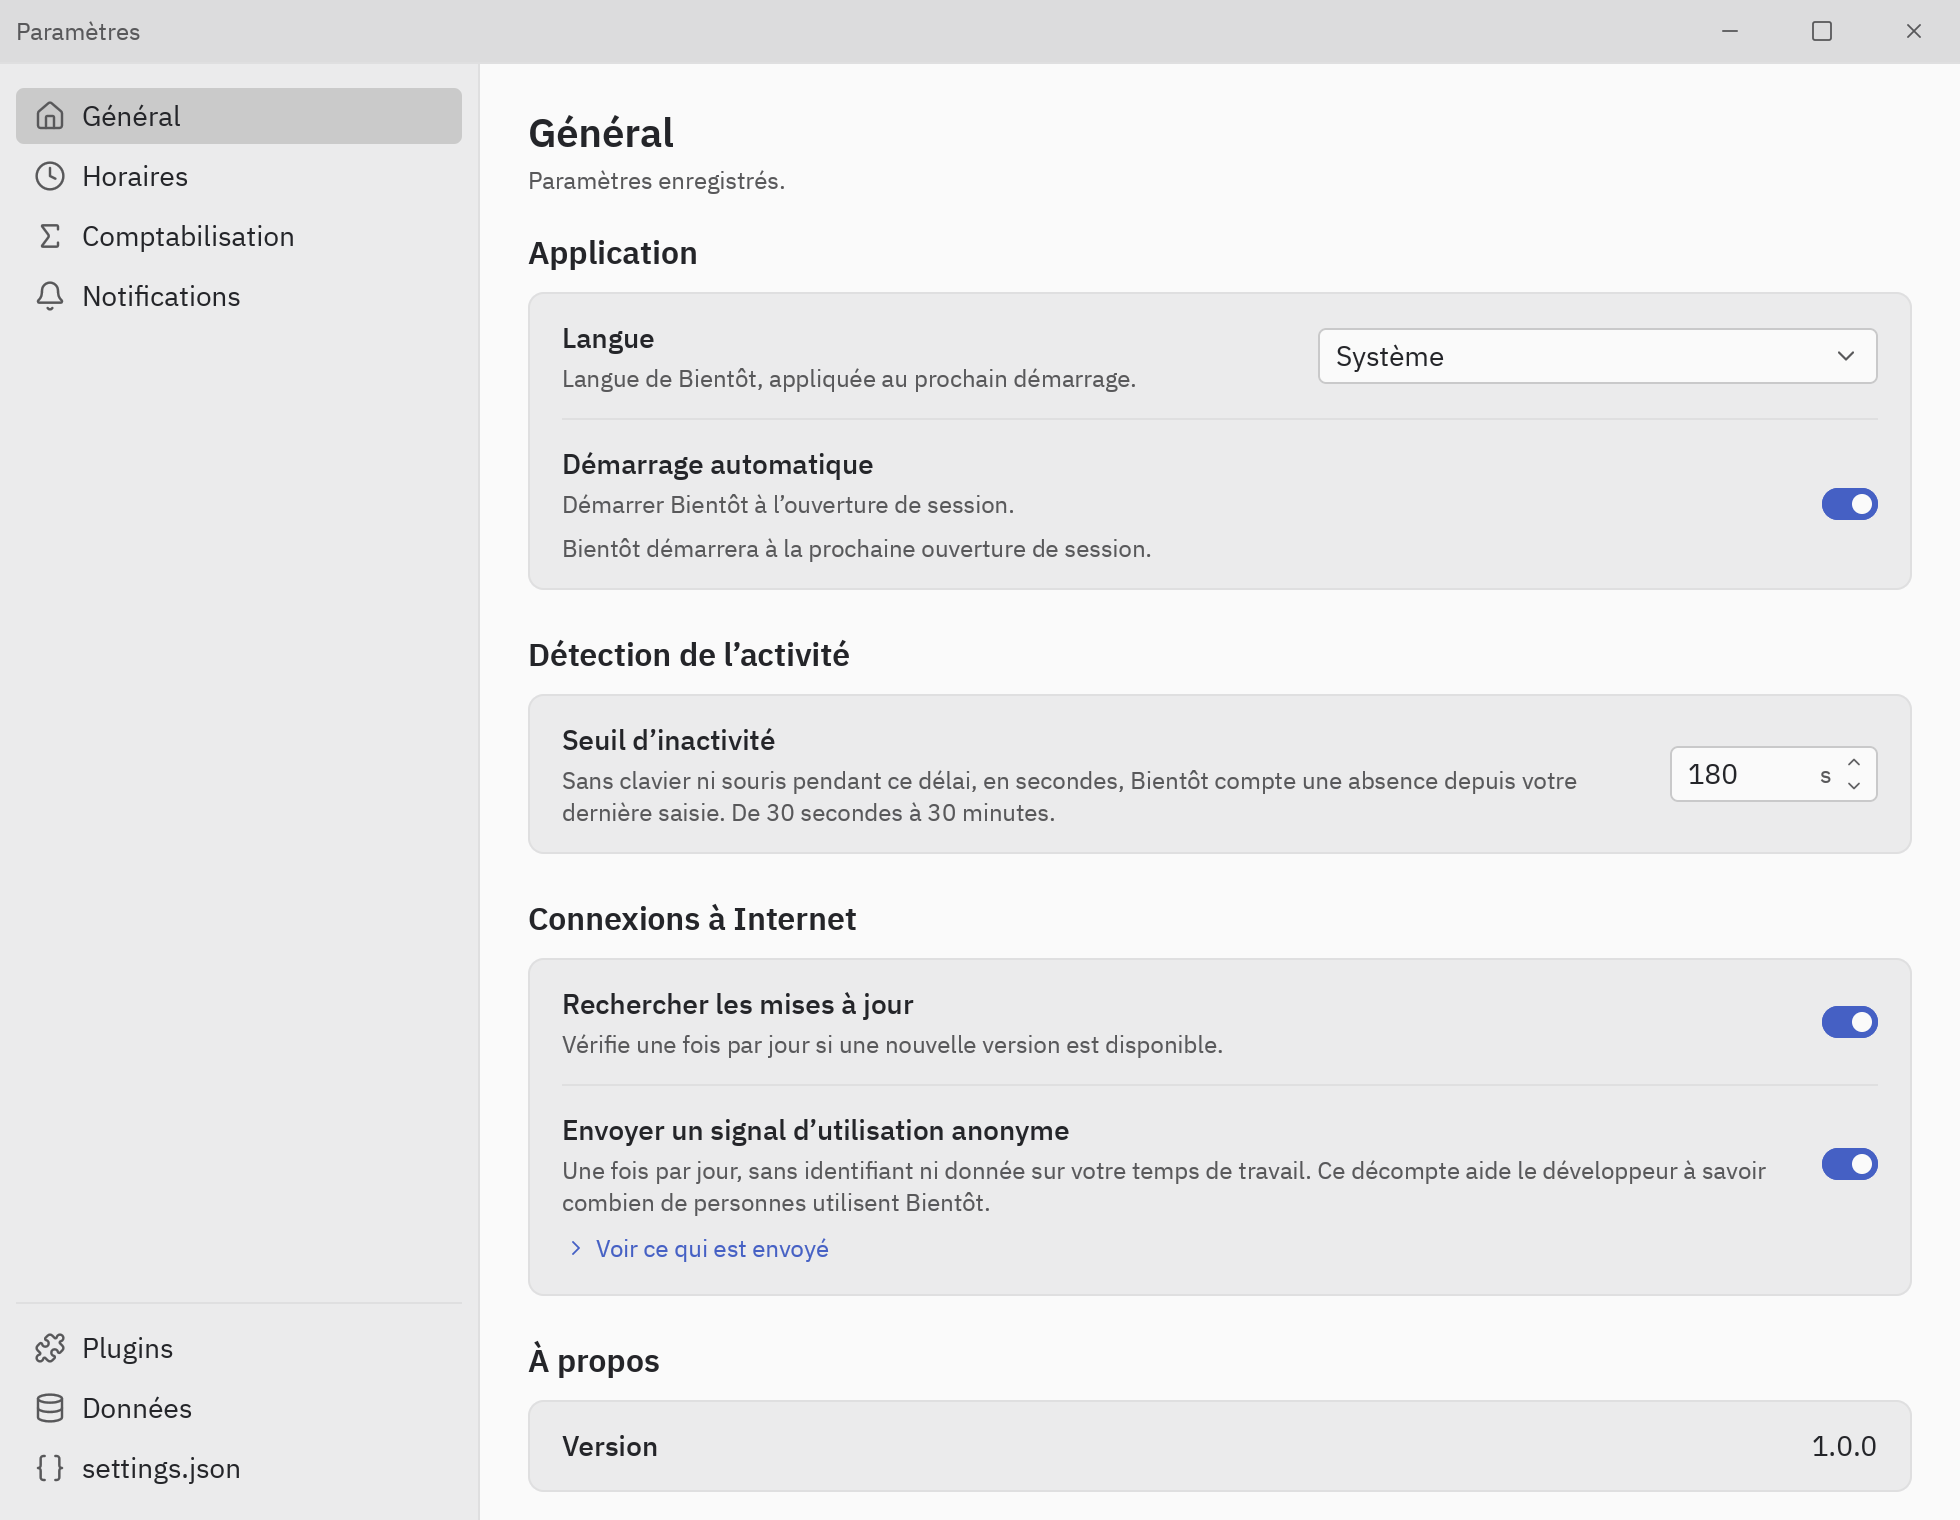 Paramètres
Général
Horaires
Comptabilisation
Notifications
Plugins
Données
settings.json
Général
Paramètres enregistrés.
Application
Langue
Langue de Bientôt, appliquée au prochain démarrage.
Système
Démarrage automatique
Démarrer Bientôt à l’ouverture de session.
Bientôt démarrera à la prochaine ouverture de session.
Détection de l’activité
Seuil d’inactivité
Sans clavier ni souris pendant ce délai, en secondes, Bientôt compte une absence depuis votre
dernière saisie. De 30 secondes à 30 minutes.
180 s
Connexions à Internet
Rechercher les mises à jour
Vérifie une fois par jour si une nouvelle version est disponible.
Envoyer un signal d’utilisation anonyme
Une fois par jour, sans identifiant ni donnée sur votre temps de travail. Ce décompte aide le développeur à savoir
combien de personnes utilisent Bientôt.
Voir ce qui est envoyé
À propos
Version
1.0.0